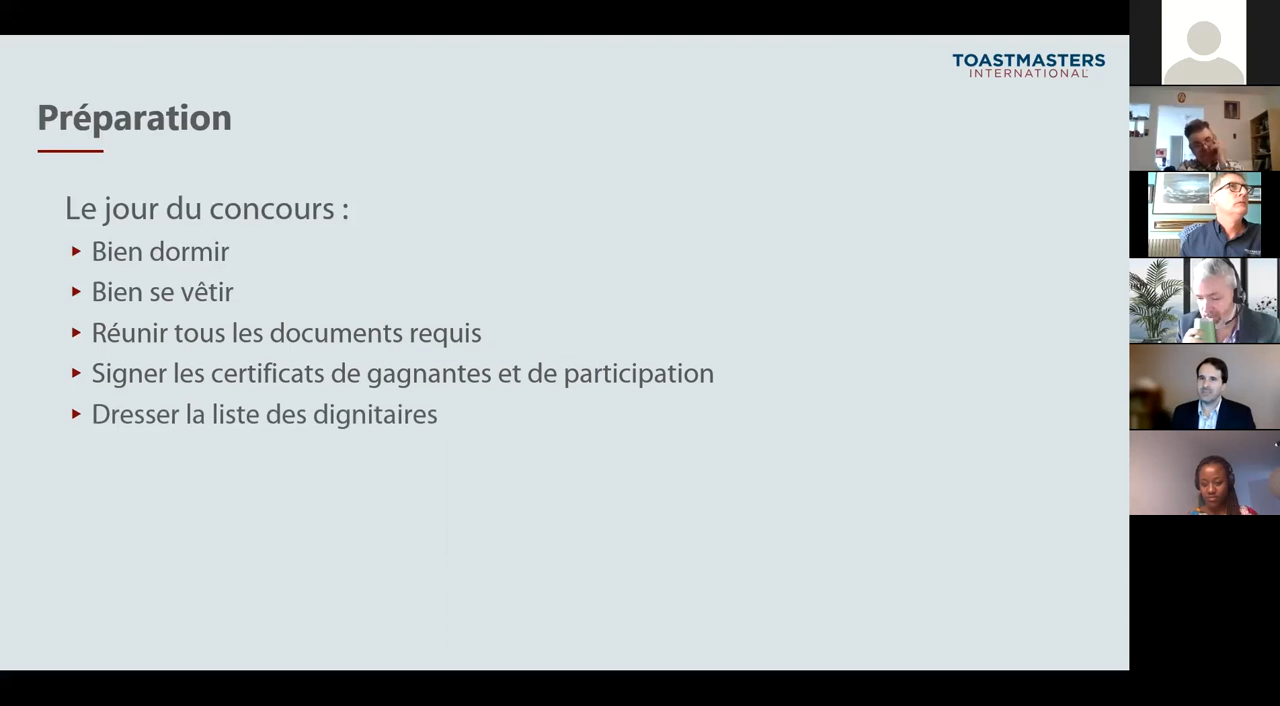 TOASTMASTERS
INTERNATIONAL
Préparation
Le jour du concours :
Bien dormir
Bien se vêtir
Réunir tous les documents requis
Signer les certificats de gagnantes et de participation
Dresser la liste des dignitaires